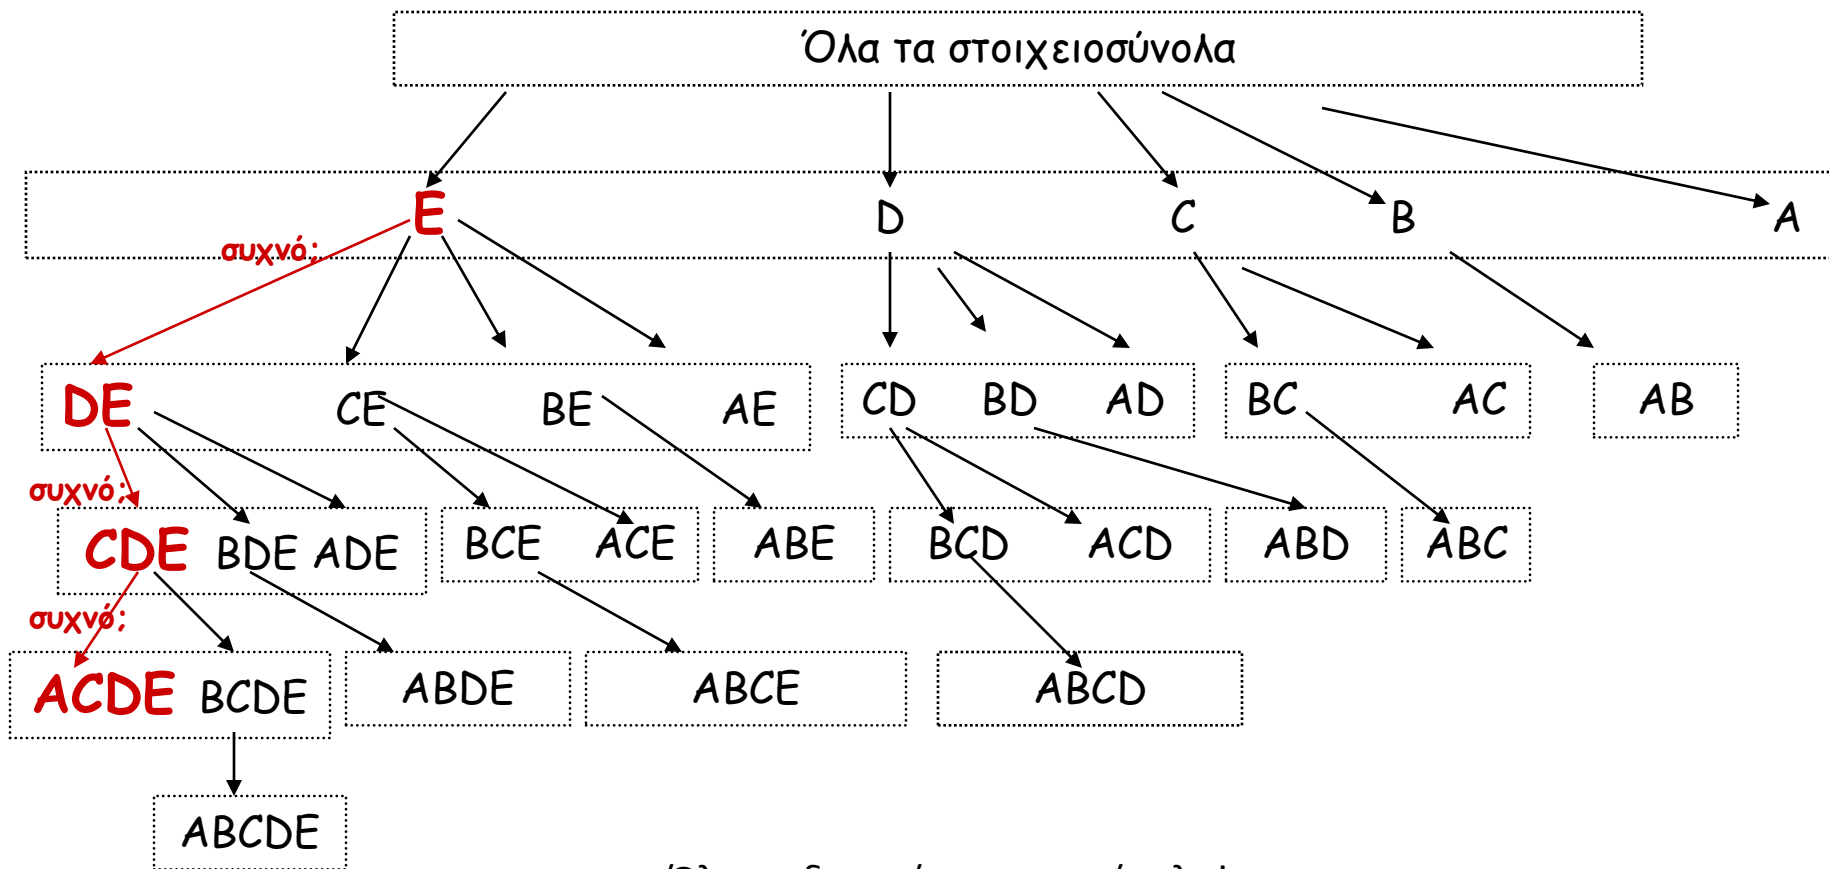 Όλα τα στοιχειοσύνολα
E D C B A
συχνό;
DE CE BE AE CD BD AD BC AC AB
συχνό;
CDE BDE ADE BCE ACE ABE BCD ACD ABD ABC
συχνό;
ACDE BCDE ABDE ABCE ABCD
ABCDE